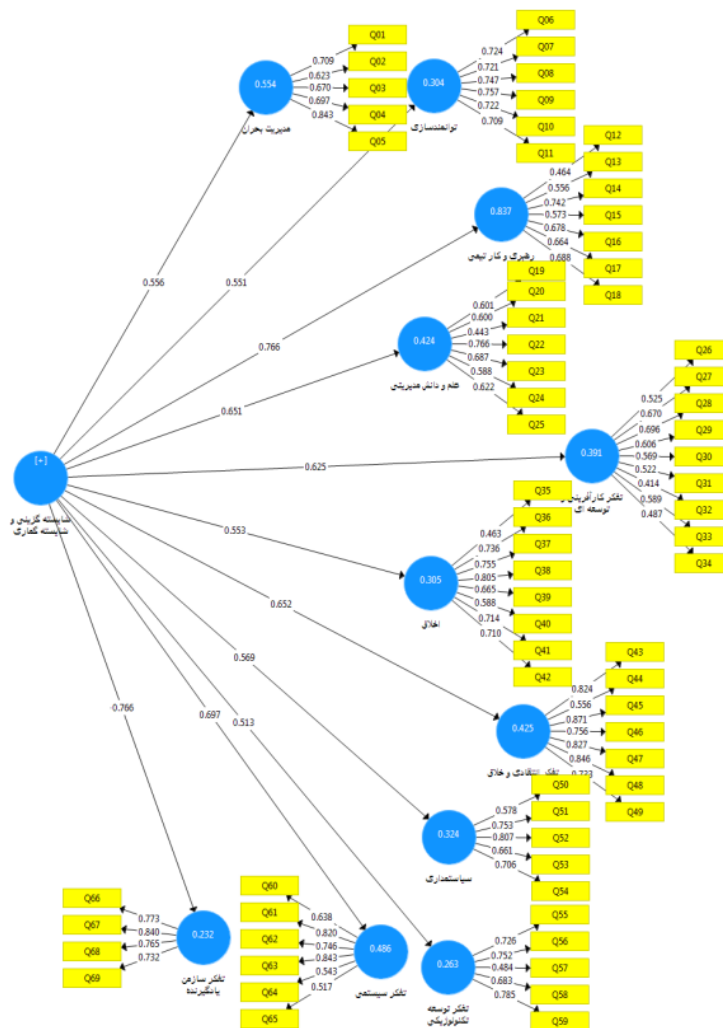 Q01
Q02
Q03
Q04
Q05
0.709
0.623
0.670
0.697
0.843
0.554
مدیریت بحران
Q06
Q07
Q08
Q09
Q10
Q11
0.724
0.721
0.747
0.757
0.722
0.709
0.304
توانمندسازی
Q12
Q13
Q14
Q15
Q16
Q17
Q18
0.464
0.556
0.742
0.573
0.678
0.664
0.688
0.837
رهبری و کار تیمی
Q19
Q20
Q21
Q22
Q23
Q24
Q25
0.601
0.600
0.443
0.766
0.687
0.588
0.622
0.424
علم و دانش مدیریتی
Q26
Q27
Q28
Q29
Q30
Q31
Q32
Q33
Q34
0.525
0.670
0.696
0.606
0.569
0.522
0.414
0.589
0.487
0.391
تفکر کارآفرینی و
توسعه ای
Q35
Q36
Q37
Q38
Q39
Q40
Q41
Q42
0.463
0.736
0.755
0.805
0.665
0.588
0.714
0.710
0.305
اخلاق
Q43
Q44
Q45
Q46
Q47
Q48
Q49
0.824
0.556
0.871
0.756
0.827
0.846
0.425
تفکر انتقادی و خلاق
Q50
Q51
Q52
Q53
Q54
0.578
0.753
0.807
0.661
0.706
0.324
سیاستمداری
Q55
Q56
Q57
Q58
Q59
0.726
0.752
0.484
0.683
0.785
0.263
تفکر توسعه
تکنولوژیکی
Q60
Q61
Q62
Q63
Q64
Q65
0.638
0.820
0.746
0.843
0.543
0.517
0.486
تفکر سیستمی
Q66
Q67
Q68
Q69
0.773
0.840
0.765
0.732
0.232
تفکر سازمن
یادگیرنده
[+]
شایسته گزینی و
شایسته گماری
0.556
0.551
0.766
0.651
0.625
0.553
0.652
0.569
0.513
0.697
0.766